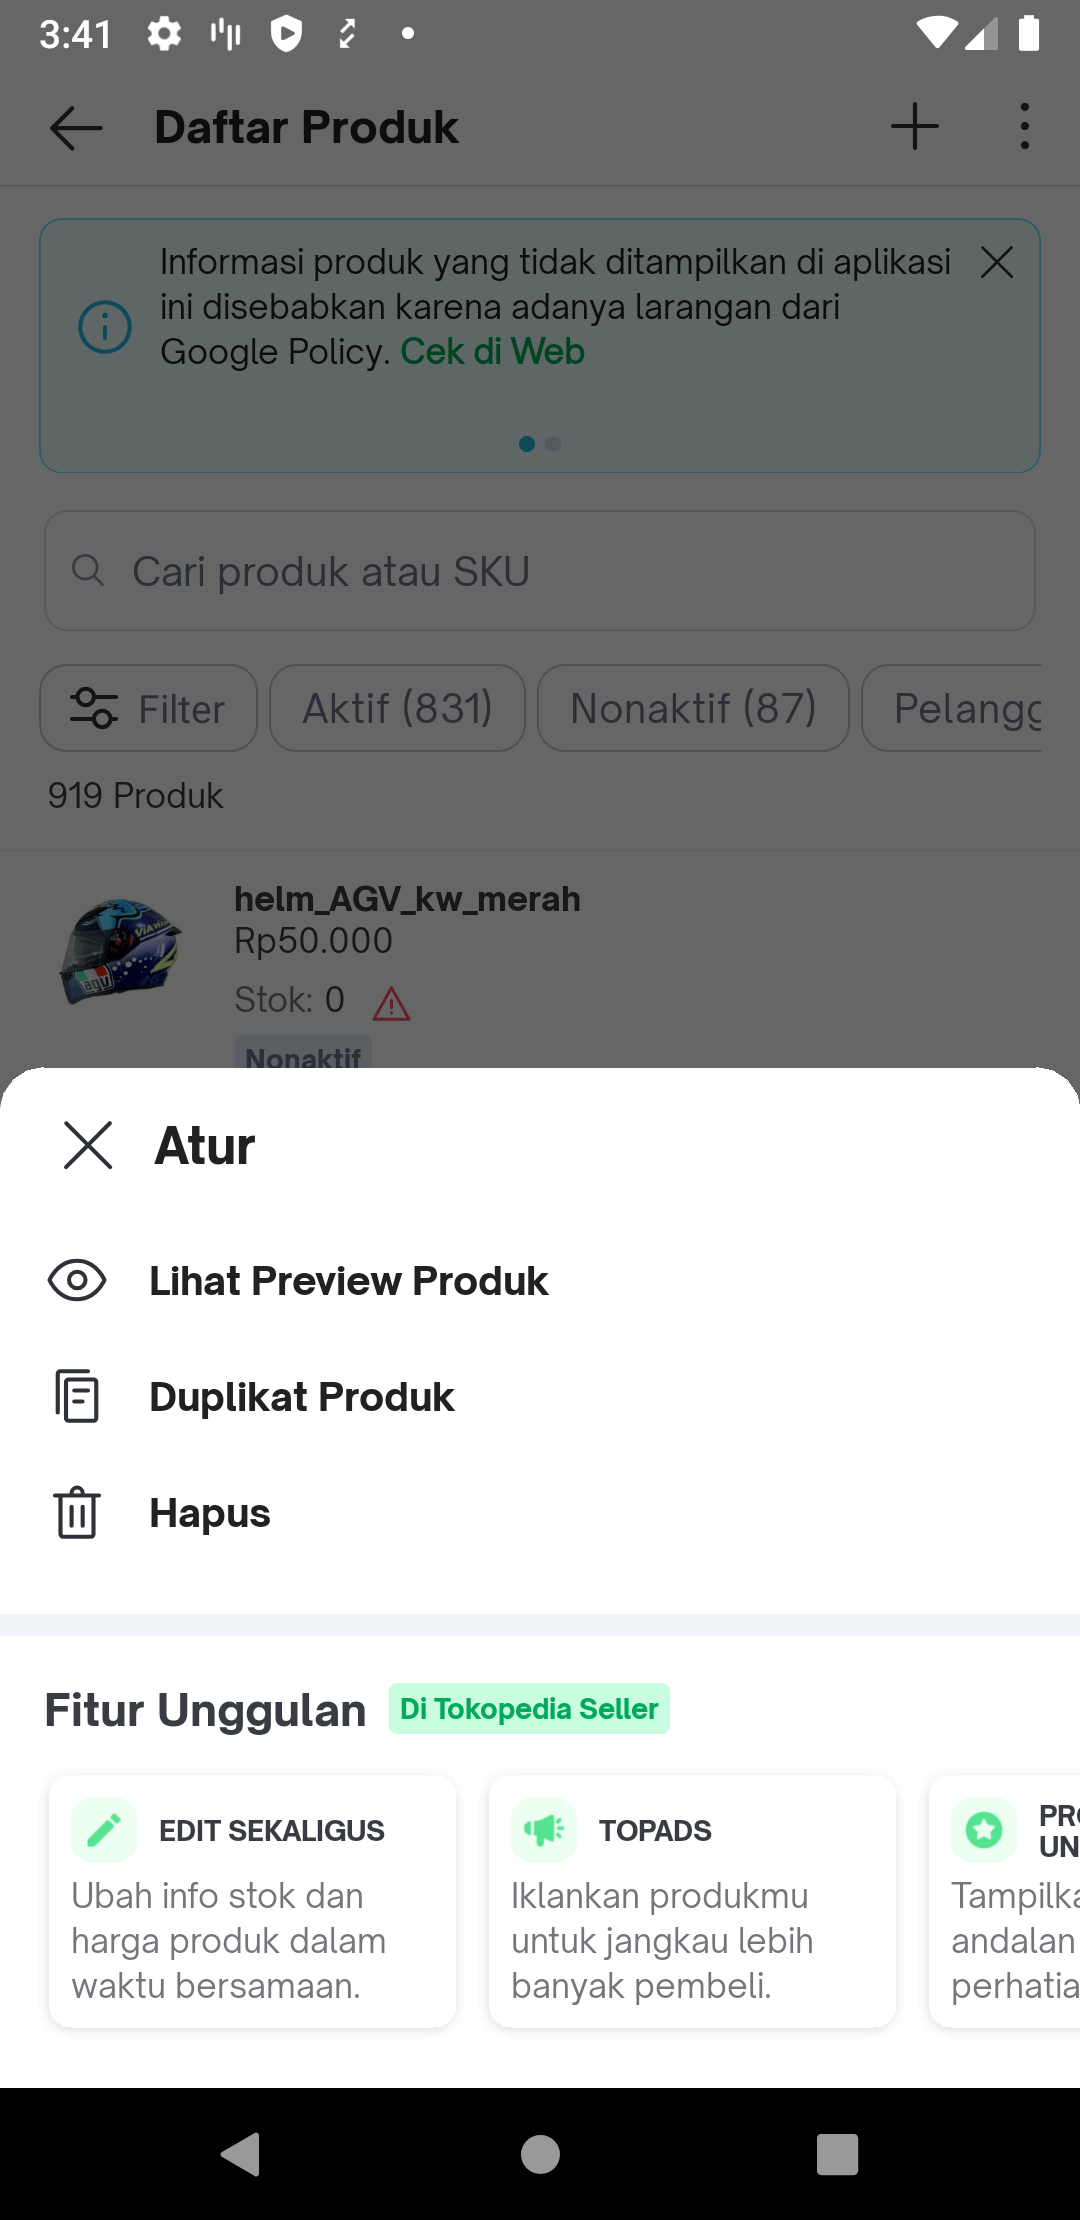 3:41
Daftar Produk
Informasi produk yang tidak ditampilkan di aplikasi
ini disebabkan karena adanya larangan dari
Google Policy. Cek di Web
Cari produk atau SKU
Filter
Aktif (831)
Nonaktif (87)
Pelangg
919 Produk
helm_AGV_kw_merah
Rp50.000
Stok: 0
Nonaktif
Atur
Lihat Preview Produk
Duplikat Produk
Hapus
Fitur Unggulan
Di Tokopedia Seller
EDIT SEKALIGUS
Ubah info stok dan
harga produk dalam
waktu bersamaan.
TOPADS
Iklankan produkmu
untuk jangkau lebih
banyak pembeli.
PRO
UN
Tampilka
andalan
perhatia